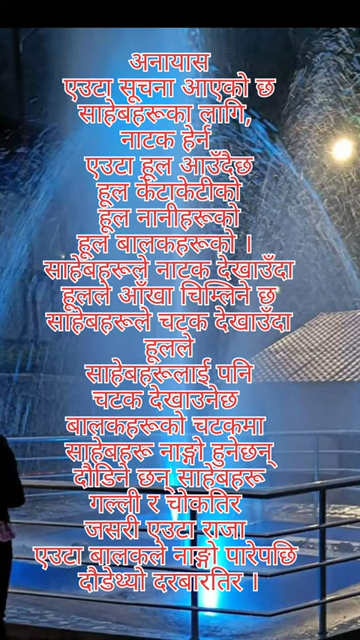 अनायास
एउटा सूचना आएको छ
साहेबहरूका लागि,
नाटक हेर्न
एउटा हूल आउँदैछ
हूल केटाकेटीको
हूल नानीहरूको
हूल बालकहरूको ।
साहेबहरूले नाटक देखाउँदा
हूलले आँखा चिम्लिने छ
साहेबहरूले चटक देखाउँदा
हूलले
साहेबहरूलाई पनि
चटक देखाउनेछ
बालकहरूको चटकमा
साहेबहरू नाङ्गो हुनेछन्
दौडिने छन् साहेबहरू
गल्ली र चोकतिर
जसरी एउटा राजा
एउटा बालकले नाङ्गो पारेपछि
दौडेथ्यो दरबारतिर ।